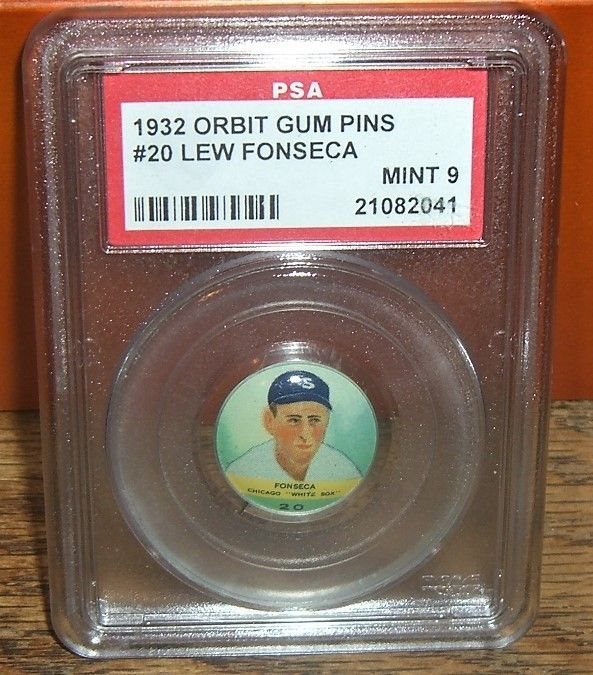 PSA
1932 ORBIT GUM PINS
#20 LEW FONSECA
MINT 9
21082041
S
FONSECA
CHICAGO "WHITE SOX"
20